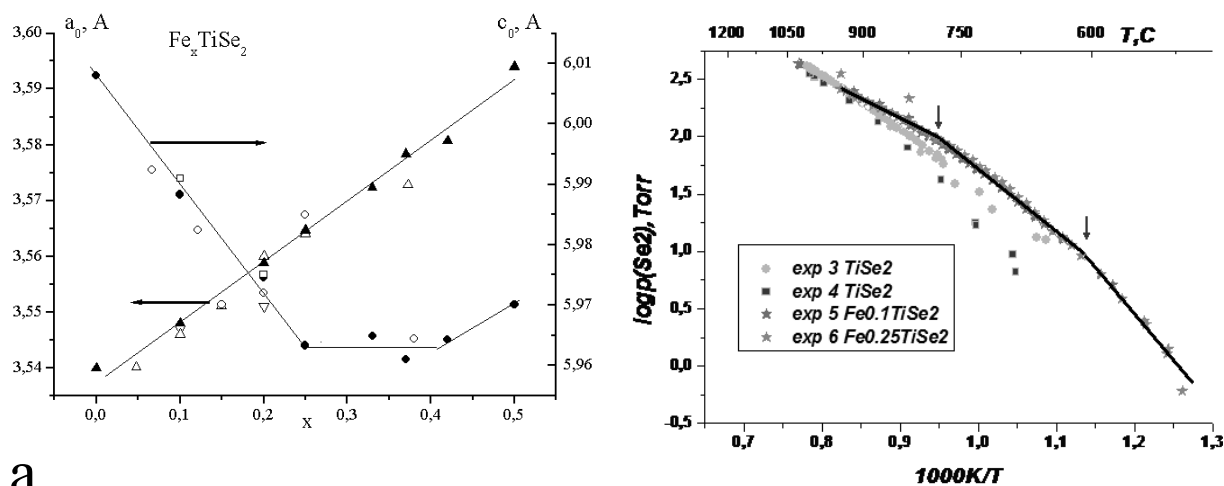 a0, A
c0, A
FexTiSe2
3,60
3,59
3,58
3,57
3,56
3,55
3,54
6,01
6,00
5,99
5,98
5,97
5,96
0,0 0,1 0,2 0,3 0,4 0,5
x
a
1200 1050 900 750 600 T,C
2,5
2,0
1,5
1,0
0,5
0,0
-0,5
logp(Se2),Torr
exp 3 TiSe2
exp 4 TiSe2
exp 5 Fe0.1TiSe2
exp 6 Fe0.25TiSe2
0,7 0,8 0,9 1,0 1,1 1,2 1,3
1000K/T